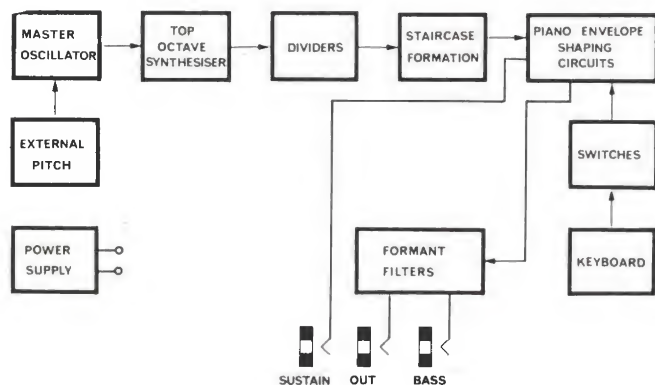 MASTER
OSCILLATOR
TOP
OCTAVE
SYNTHESISER
DIVIDERS
STAIRCASE
FORMATION
PIANO ENVELOPE
SHAPING
CIRCUITS
EXTERNAL
PITCH
SWITCHES
POWER
SUPPLY
FORMANT
FILTERS
KEYBOARD
SUSTAIN
OUT
BASS